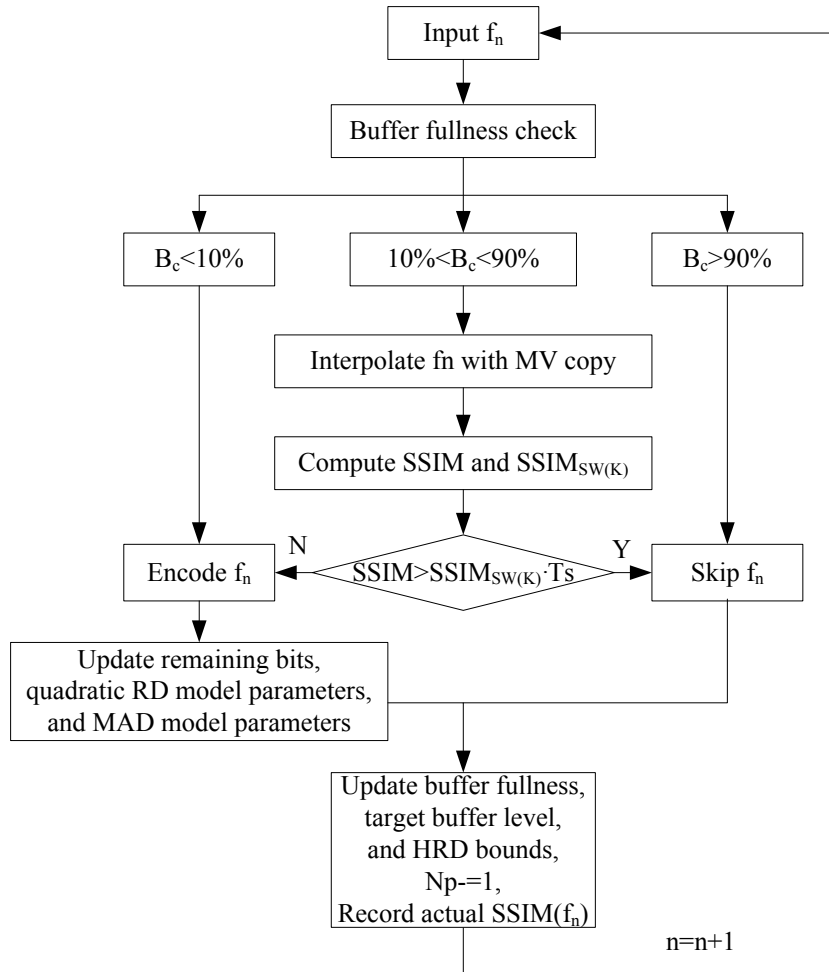 Input fn
Buffer fullness check
Bc<10%
10%<Bc<90%
Bc>90%
Interpolate fn with MV copy
Compute SSIM and SSIMSW(K)
N
SSIM>SSIMSW(K)·Ts
Y
Encode fn
Skip fn
Update remaining bits,
quadratic RD model parameters,
and MAD model parameters
Update buffer fullness,
target buffer level,
and HRD bounds,
Np-=1,
Record actual SSIM(fn)
n=n+1